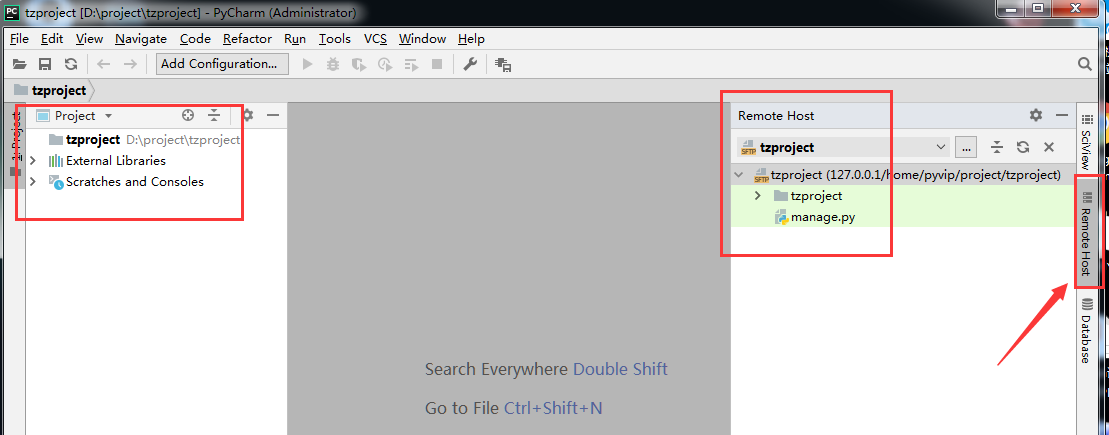 PC tzproject [D:\project\tzproject] - PyCharm (Administrator)
File Edit View Navigate Code Refactor Run Tools VCS Window Help
Add Configuration...
tzproject
1: Project
Project
tzproject D:\project\tzproject
External Libraries
Scratches and Consoles
Search Everywhere Double Shift
Go to File Ctrl+Shift+N
Remote Host
SFTP tzproject ...
SFTP tzproject (127.0.0.1/home/pyvip/project/tzproject)
tzproject
manage.py
SciView
Remote Host
Database